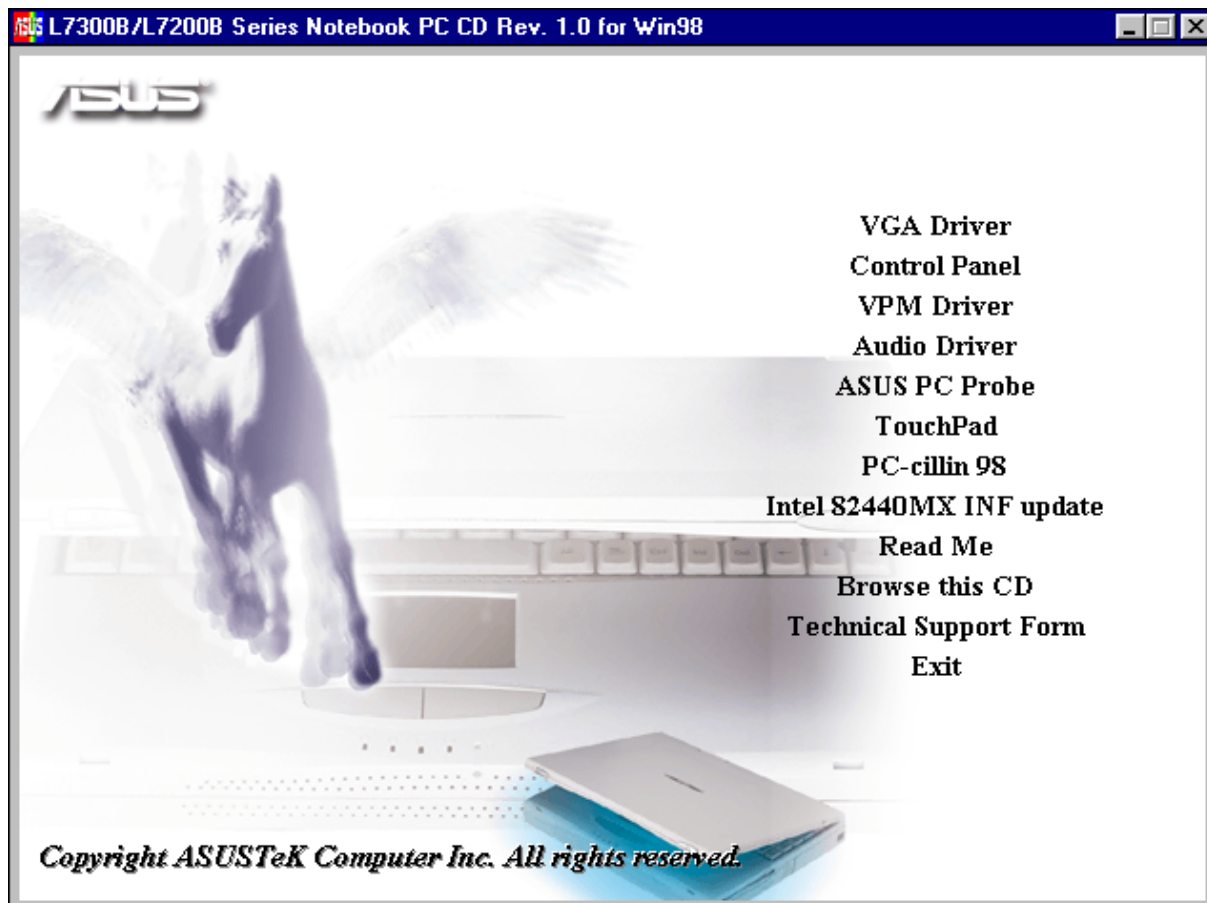 L7300B/L7200B Series Notebook PC CD Rev. 1.0 for Win98
ASUS
VGA Driver
Control Panel
VPM Driver
Audio Driver
ASUS PC Probe
TouchPad
PC-cillin 98
Intel 82440MX INF update
Read Me
Browse this CD
Technical Support Form
Exit
Copyright ASUSTeK Computer Inc. All rights reserved.